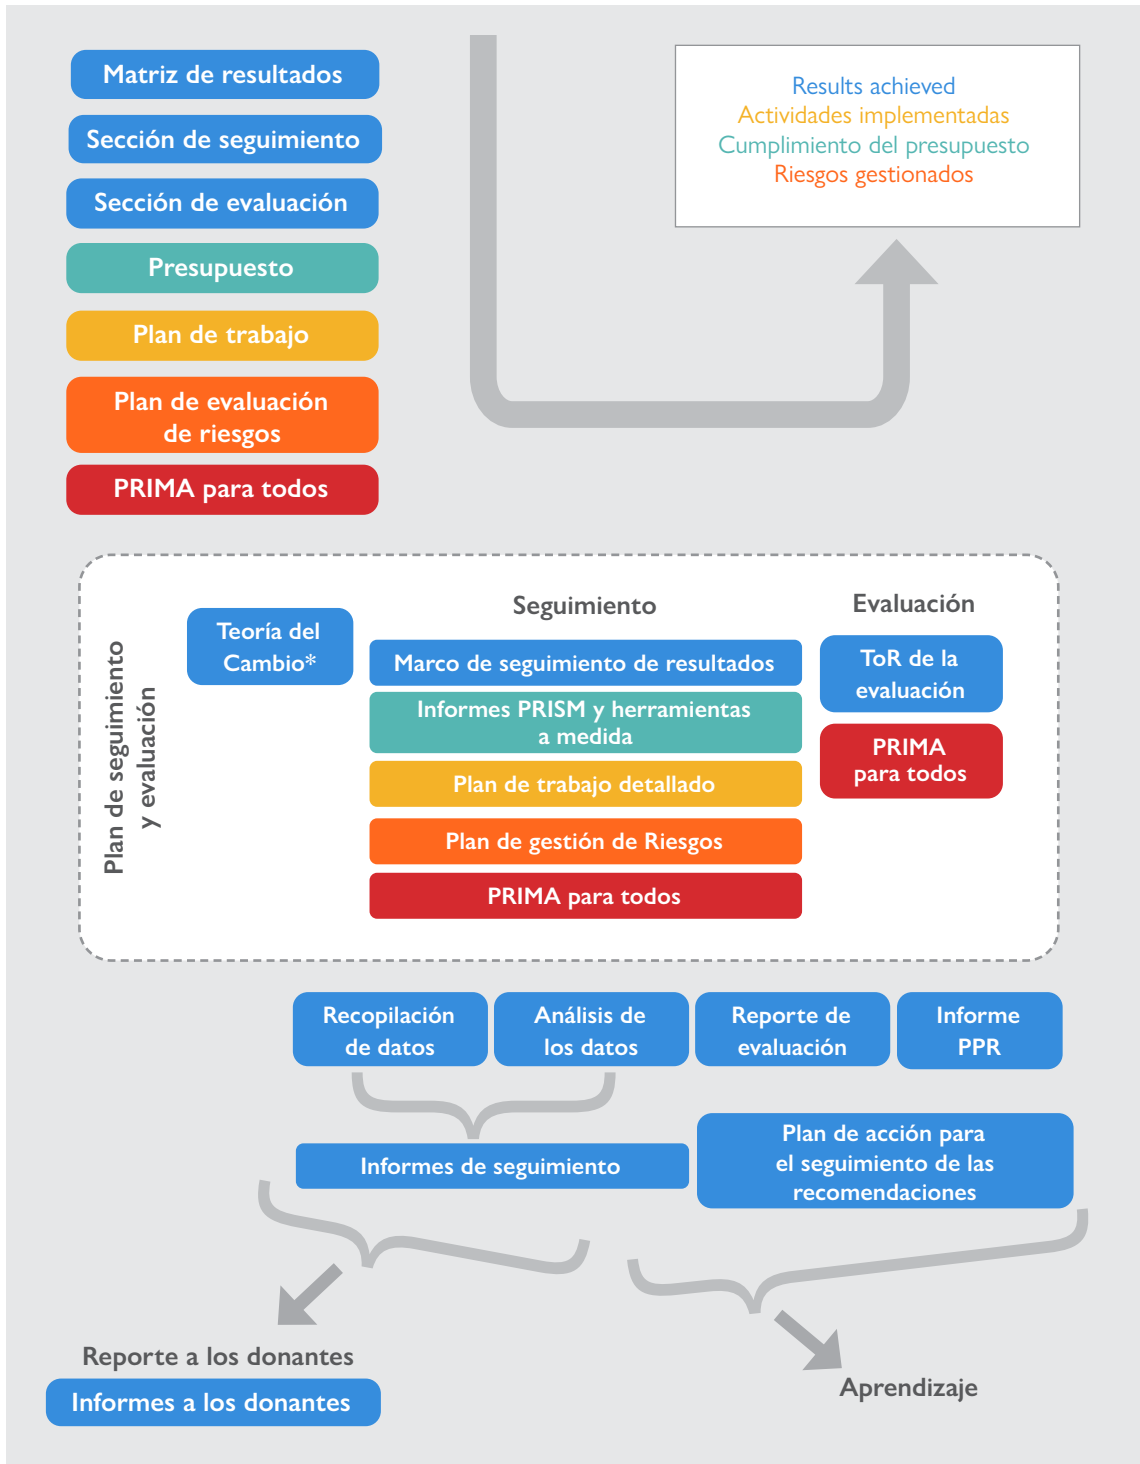 Matriz de resultados
Sección de seguimiento
Sección de evaluación
Presupuesto
Plan de trabajo
Plan de evaluación
de riesgos
PRIMA para todos
Results achieved
Actividades implementadas
Cumplimiento del presupuesto
Riesgos gestionados
Plan de seguimiento
y evaluación
Teoría del
Cambio*
Seguimiento
Marco de seguimiento de resultados
Informes PRISM y herramientas
a medida
Plan de trabajo detallado
Plan de gestión de Riesgos
PRIMA para todos
Evaluación
ToR de la
evaluación
PRIMA
para todos
Recopilación
de datos
Análisis de
los datos
Reporte de
evaluación
Informe
PPR
Informes de seguimiento
Plan de acción para
el seguimiento de las
recomendaciones
Reporte a los donantes
Informes a los donantes
Aprendizaje